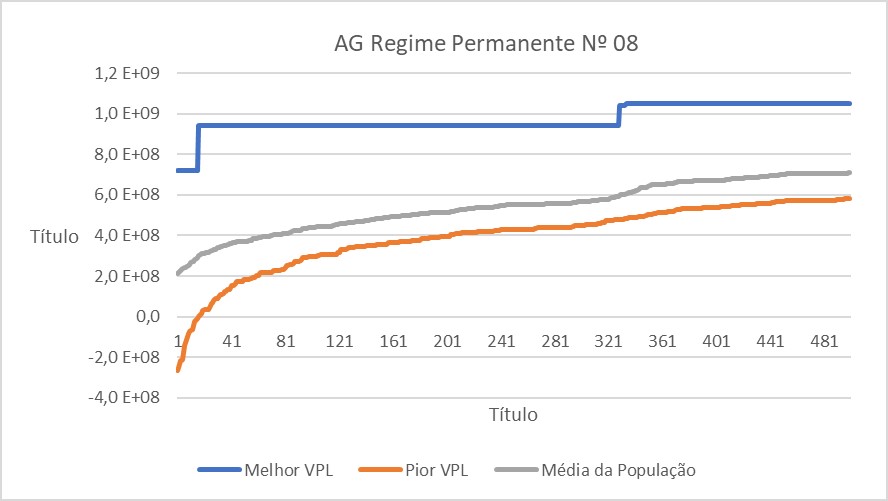 AG Regime Permanente Nº 08
1,2 E+09
1,0 E+09
8,0 E+08
6,0 E+08
4,0 E+08
Título
2,0 E+08
0,0
1 41 81 121 161 201 241 281 321 361 401 441 481
-2,0 E+08
-4,0 E+08
Título
Melhor VPL Pior VPL Média da População